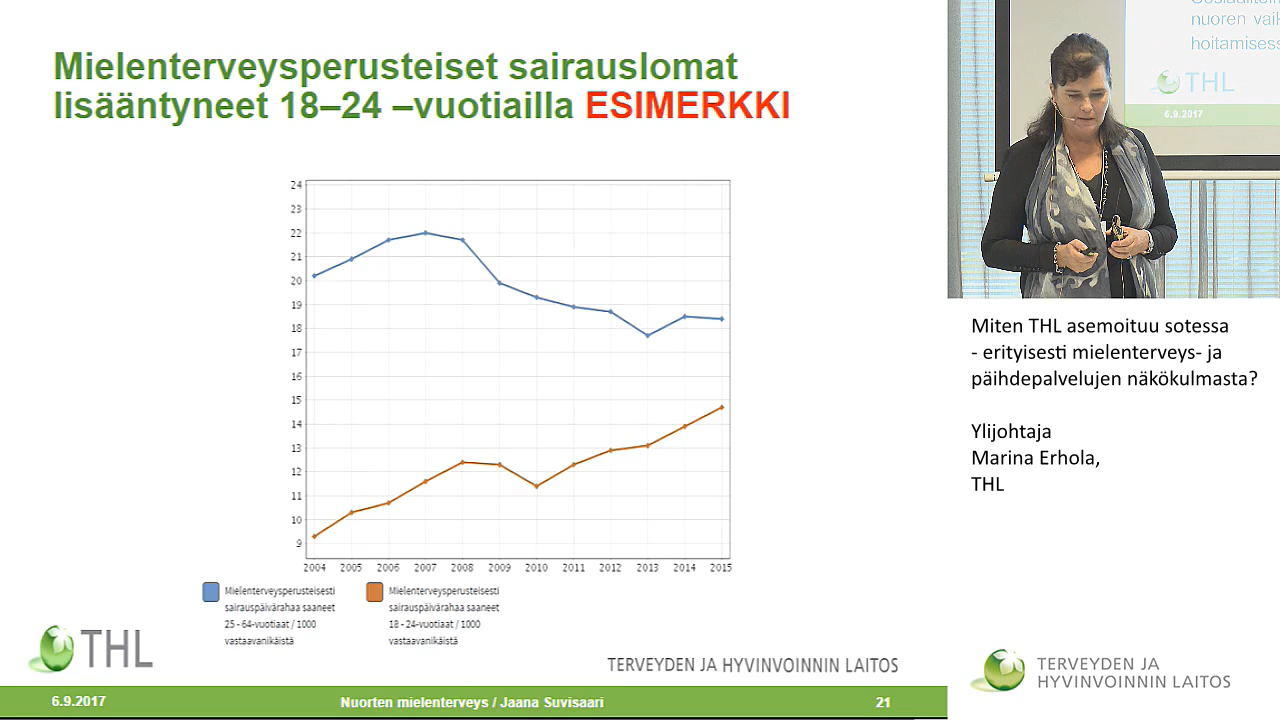 Mielenterveysperusteiset sairauslomat
lisääntyneet 18–24 –vuotiailla ESIMERKKI
24
23
22
21
20
19
18
17
16
15
14
13
12
11
10
9
2004 2005 2006 2007 2008 2009 2010 2011 2012 2013 2014 2015
Mielenterveysperusteisesti
sairauspäivärahaa saaneet
25 - 64-vuotiaat / 1000
vastaavanikäistä
Mielenterveysperusteisesti
sairauspäivärahaa saaneet
18 - 24-vuotiaat / 1000
vastaavanikäistä
THL
TERVEYDEN JA HYVINVOINNIN LAITOS
6.9.2017
Nuorten mielenterveys / Jaana Suvisaari
21
nuoren
THL
6.9.2017
Miten THL asemoituu sotessa
- erityisesti mielenterveys- ja
päihdepalvelujen näkökulmasta?
Ylijohtaja
Marina Erhola,
THL
TERVEYDEN JA
HYVINVOINNIN LAITOS